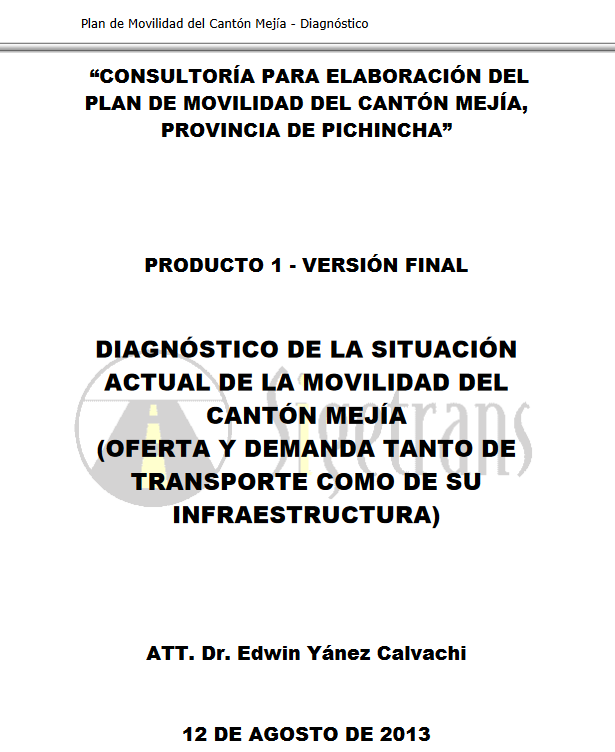 Plan de Movilidad del Cantón Mejía - Diagnóstico
“CONSULTORÍA PARA ELABORACIÓN DEL
PLAN DE MOVILIDAD DEL CANTÓN MEJÍA,
PROVINCIA DE PICHINCHA”
PRODUCTO 1 - VERSIÓN FINAL
DIAGNÓSTICO DE LA SITUACIÓN
ACTUAL DE LA MOVILIDAD DEL
CANTÓN MEJÍA
(OFERTA Y DEMANDA TANTO DE
TRANSPORTE COMO DE SU
INFRAESTRUCTURA)
Sigetrans
ATT. Dr. Edwin Yánez Calvachi
12 DE AGOSTO DE 2013